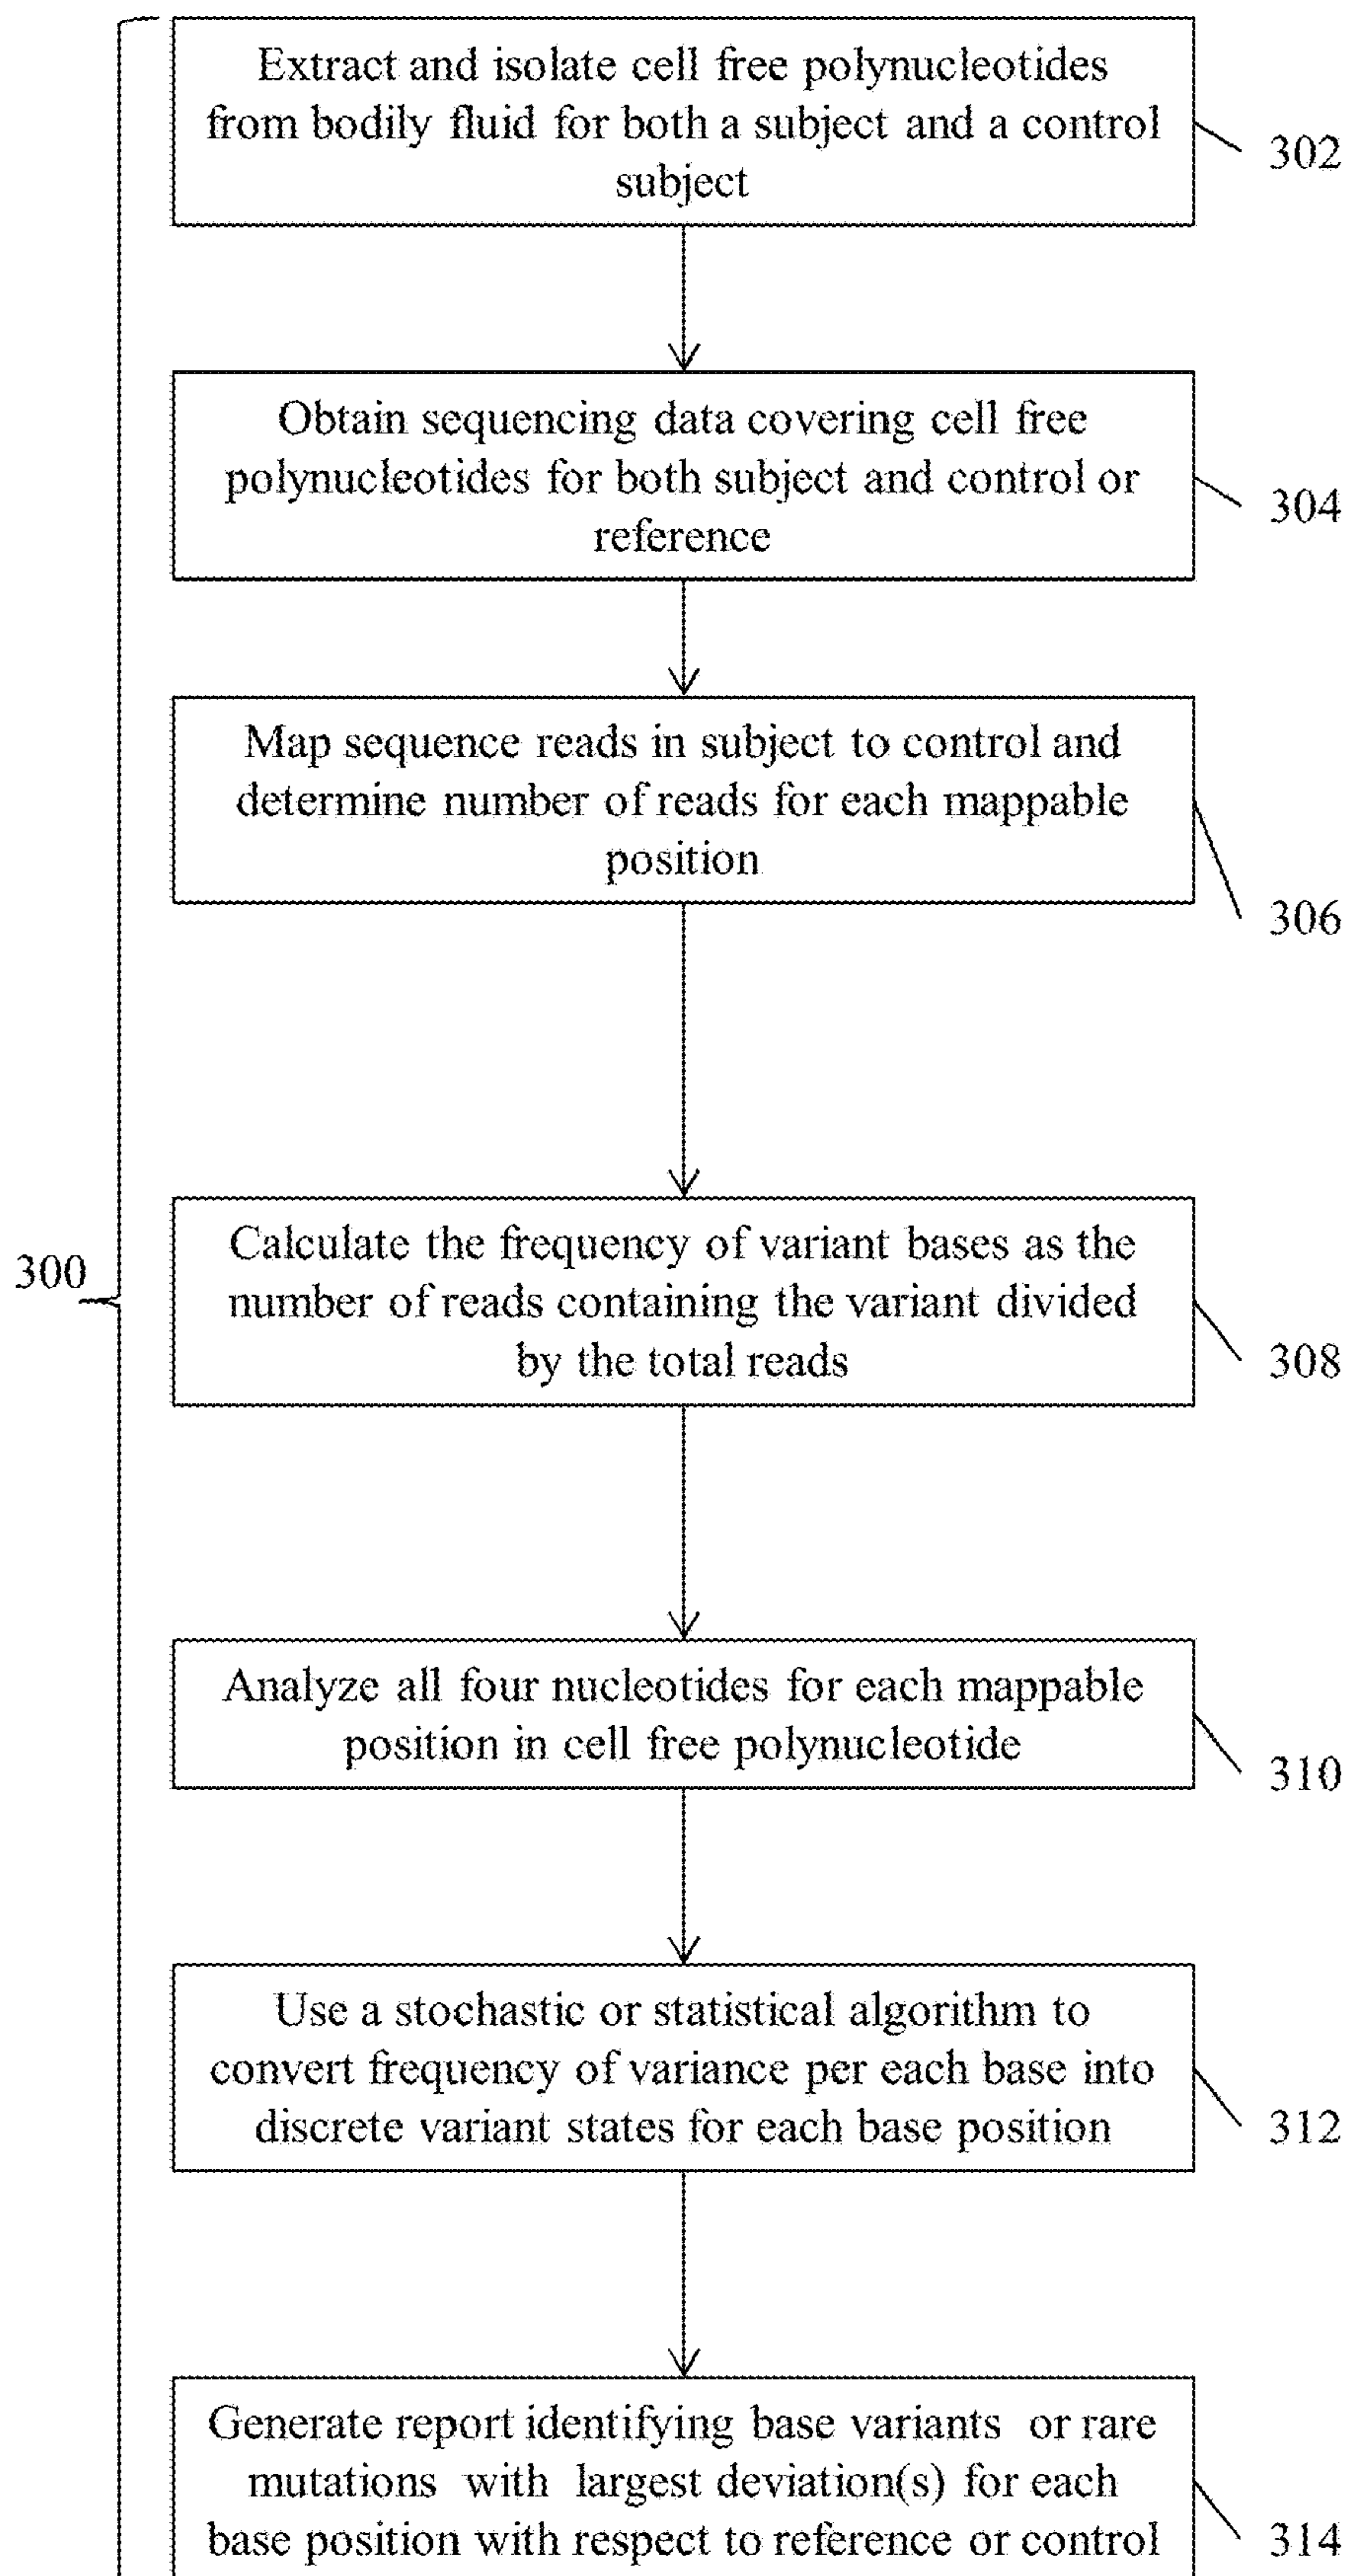 Extract and isolate cell free polynucleotides
from bodily fluid for both a subject and a control
subject
302
Obtain sequencing data covering cell free
polynucleotides for both subject and control or
reference
304
Map sequence reads in subject to control and
determine number of reads for each mappable
position
306
300
Calculate the frequency of variant bases as the
number of reads containing the variant divided
by the total reads
308
Analyze all four nucleotides for each mappable
position in cell free polynucleotide
310
Use a stochastic or statistical algorithm to
convert frequency of variance per each base into
discrete variant states for each base position
312
Generate report identifying base variants or rare
mutations with largest deviation(s) for each
base position with respect to reference or control
314